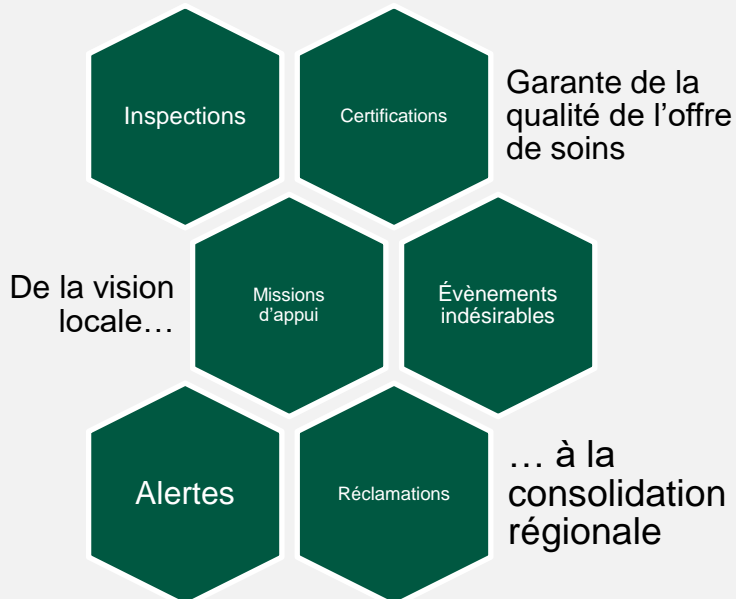 Inspections
Certifications
Garante de la
qualité de l’offre
de soins
De la vision
locale…
Missions
d’appui
Évènements
indésirables
Alertes
Réclamations
… à la
consolidation
régionale